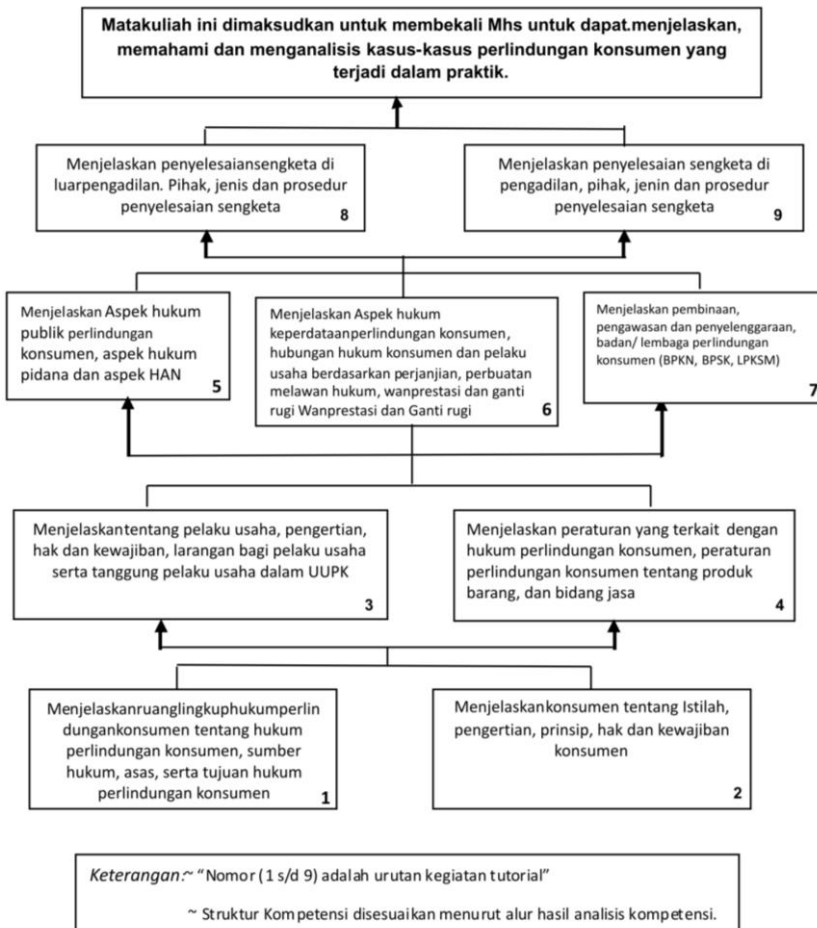 Matakuliah ini dimaksudkan untuk membekali Mhs untuk dapat.menjelaskan,
memahami dan menganalisis kasus-kasus perlindungan konsumen yang
terjadi dalam praktik.
Menjelaskan penyelesaiansengketa di
luarpengadilan. Pihak, jenis dan prosedur
penyelesaian sengketa
8
Menjelaskan penyelesaian sengketa di
pengadilan, pihak, jenin dan prosedur
penyelesaian sengketa
9
Menjelaskan Aspek hukum
publik perlindungan
konsumen, aspek hukum
pidana dan aspek HAN
5
Menjelaskan Aspek hukum
keperdataanperlindungan konsumen,
hubungan hukum konsumen dan pelaku
usaha berdasarkan perjanjian, perbuatan
melawan hukum, wanprestasi dan ganti
rugi Wanprestasi dan Ganti rugi
6
Menjelaskan pembinaan,
pengawasan dan penyelenggaraan,
badan/ lembaga perlindungan
konsumen (BPKN, BPSK, LPKSM)
7
Menjelaskantentang pelaku usaha, pengertian,
hak dan kewajiban, larangan bagi pelaku usaha
serta tanggung pelaku usaha dalam UUPK
3
Menjelaskan peraturan yang terkait dengan
hukum perlindungan konsumen, peraturan
perlindungan konsumen tentang produk
barang, dan bidang jasa
4
Menjelaskanruanglingkuphukumperlin
dungankonsumen tentang hukum
perlindungan konsumen, sumber
hukum, asas, serta tujuan hukum
perlindungan konsumen
1
Menjelaskankonsumen tentang Istilah,
pengertian, prinsip, hak dan kewajiban
konsumen
2
Keterangan:~ “Nomor (1 s/d 9) adalah urutan kegiatan tutorial”
~ Struktur Kompetensi disesuaikan menurut alur hasil analisis kompetensi.